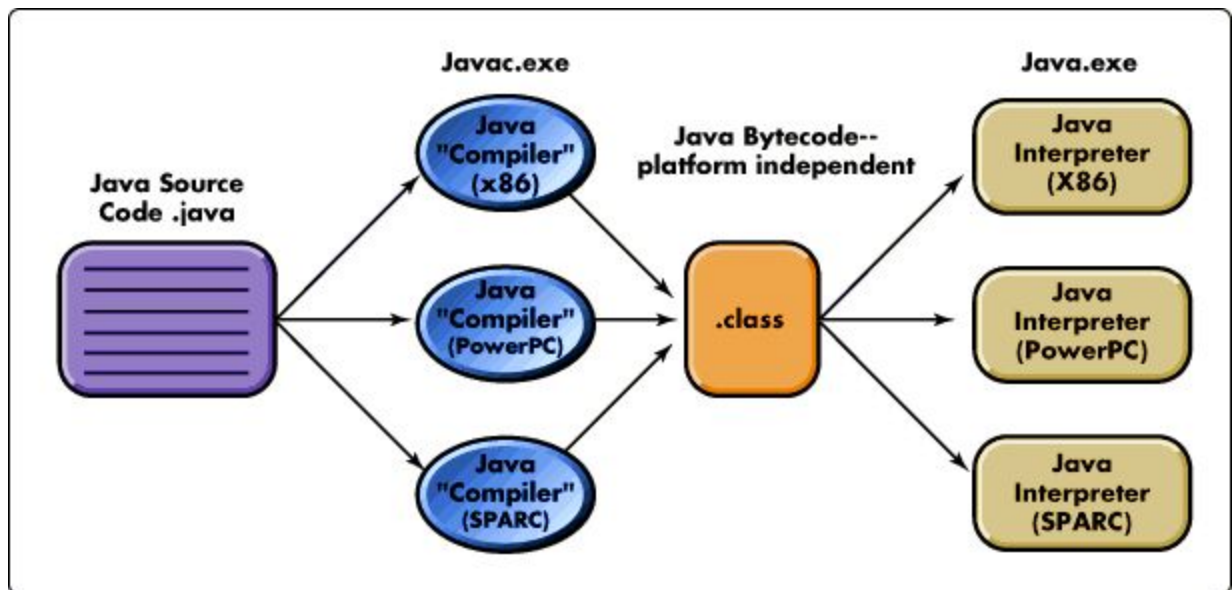 Java Source
Code .java
Javac.exe
Java
"Compiler"
(x86)
Java
"Compiler"
(PowerPC)
Java
"Compiler"
(SPARC)
Java Bytecode--
platform independent
.class
Java.exe
Java
Interpreter
(X86)
Java
Interpreter
(PowerPC)
Java
Interpreter
(SPARC)